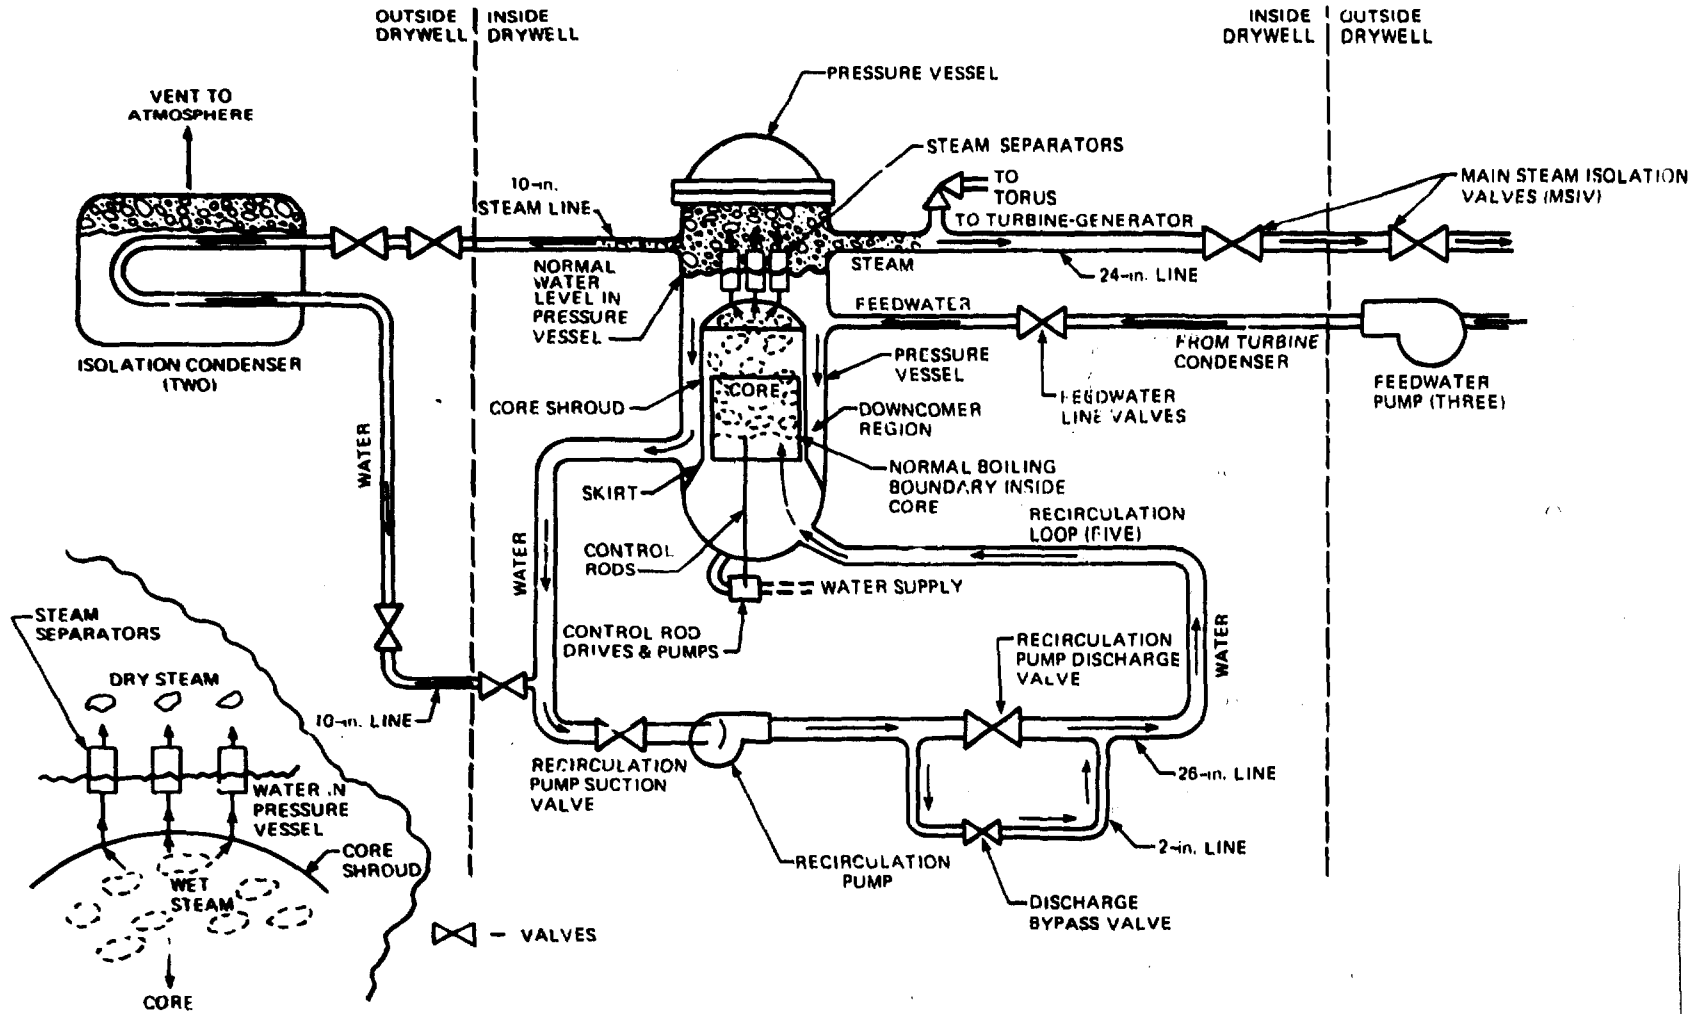 OUTSIDE
DRYWELL
INSIDE
DRYWELL
INSIDE
DRYWELL
OUTSIDE
DRYWELL
PRESSURE VESSEL
VENT TO
ATMOSPHERE
STEAM SEPARATORS
10-in.
STEAM LINE
TO
TORUS
MAIN STEAM ISOLATION
VALVES (MSIV)
TO TURBINE-GENERATOR
STEAM
24-in. LINE
NORMAL
WATER
LEVEL IN
PRESSURE
VESSEL
FEEDWATER
ISOLATION CONDENSER
(TWO)
FROM TURBINE
CONDENSER
PRESSURE
VESSEL
FEEDWATER
PUMP (THREE)
CORE
CORE SHROUD
FEEDWATER
LINE VALVES
DOWNCOMER
REGION
WATER
NORMAL BOILING
BOUNDARY INSIDE
CORE
SKIRT
RECIRCULATION
LOOP (FIVE)
WATER
CONTROL
RODS
WATER SUPPLY
STEAM
SEPARATORS
CONTROL ROD
DRIVES & PUMPS
RECIRCULATION
PUMP DISCHARGE
VALVE
WATER
DRY STEAM
10-in. LINE
RECIRCULATION
PUMP SUCTION
VALVE
26-in. LINE
WATER IN
PRESSURE
VESSEL
CORE
SHROUD
2-in. LINE
RECIRCULATION
PUMP
WET
STEAM
DISCHARGE
BYPASS VALVE
- VALVES
CORE